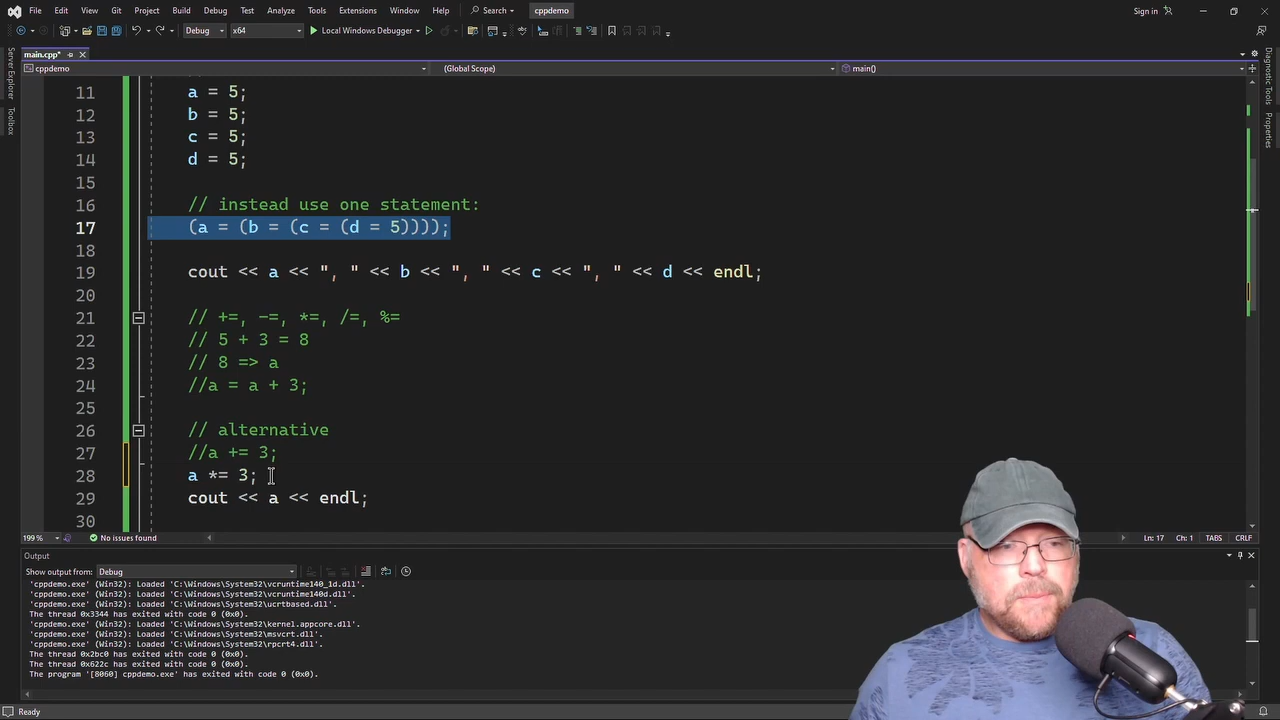 File Edit View Git Project Build Debug Test Analyze Tools Extensions Window Help Search cppdemo Sign in
Debug x64 Local Windows Debugger
main.cpp*
cppdemo (Global Scope) main()
Server Explorer
Toolbox
Diagnostic Tools
Properties
11 a = 5;
12 b = 5;
13 c = 5;
14 d = 5;
15
16 // instead use one statement:
17 (a = (b = (c = (d = 5))));
18
19 cout << a << ", " << b << ", " << c << ", " << d << endl;
20
21 // +=, -=, *=, /=, %=
22 // 5 + 3 = 8
23 // 8 => a
24 //a = a + 3;
25
26 // alternative
27 //a += 3;
28 a *= 3;
29 cout << a << endl;
30
199 % No issues found Ln: 17 Ch: 1 TABS CRLF
Output
Show output from: Debug
'cppdemo.exe' (Win32): Loaded 'C:\Windows\System32\vcruntime140_1d.dll'.
'cppdemo.exe' (Win32): Loaded 'C:\Windows\System32\vcruntime140d.dll'.
'cppdemo.exe' (Win32): Loaded 'C:\Windows\System32\ucrtbased.dll'.
The thread 0x3344 has exited with code 0 (0x0).
'cppdemo.exe' (Win32): Loaded 'C:\Windows\System32\kernel.appcore.dll'.
'cppdemo.exe' (Win32): Loaded 'C:\Windows\System32\msvcrt.dll'.
'cppdemo.exe' (Win32): Loaded 'C:\Windows\System32\rpcrt4.dll'.
The thread 0x2bc0 has exited with code 0 (0x0).
The thread 0x622c has exited with code 0 (0x0).
The program '[8060] cppdemo.exe' has exited with code 0 (0x0).
Ready